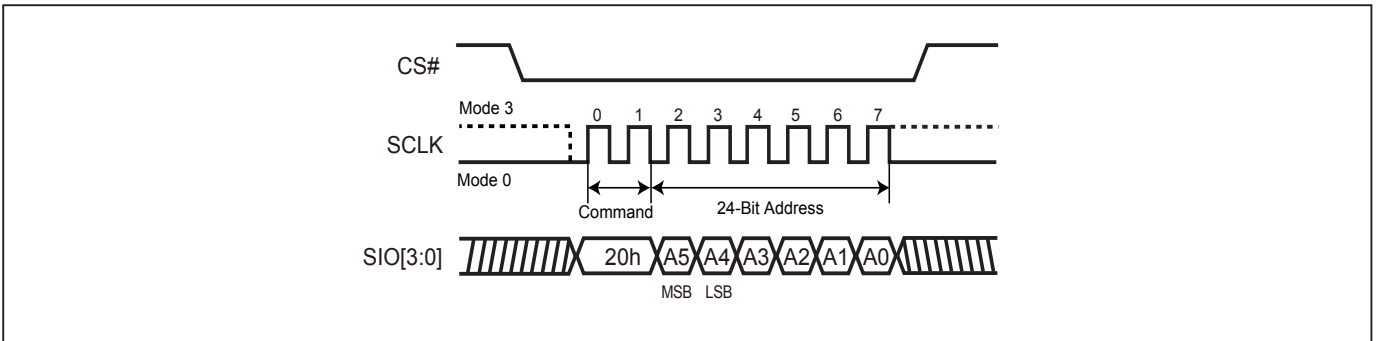 CS#
Mode 3
0 1 2 3 4 5 6 7
SCLK
Mode 0
Command 24-Bit Address
SIO[3:0] 20h A5 A4 A3 A2 A1 A0
MSB LSB